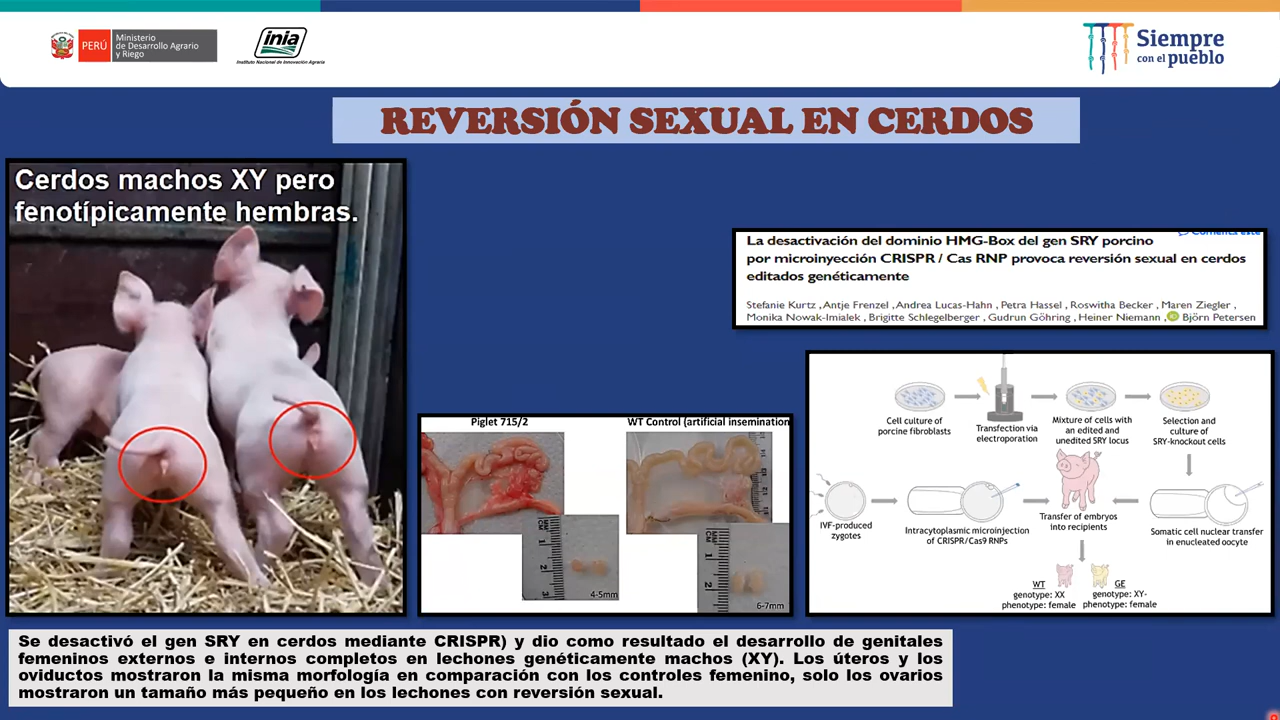 PERÚ
Ministerio
de Desarrollo Agrario
y Riego
inia
Instituto Nacional de Innovación Agraria
Siempre
con el pueblo
REVERSIÓN SEXUAL EN CERDOS
Cerdos machos XY pero
fenotípicamente hembras.
La desactivación del dominio HMG-Box del gen SRY porcino
por microinyección CRISPR / Cas RNP provoca reversión sexual en cerdos
editados genéticamente
Stefanie Kurtz , Antje Frenzel , Andrea Lucas-Hahn , Petra Hassel , Roswitha Becker , Maren Ziegler ,
Monika Nowak-Imialek , Brigitte Schlegelberger , Gudrun Göhring , Heiner Niemann , Björn Petersen
Piglet 715/2
WT Control (artificial insemination
4-5mm
6-7mm
Cell culture of
porcine fibroblasts
Transfection via
electroporation
Mixture of cells with
an edited and
unedited SRY locus
Selection and
culture of
SRY-knockout cells
IVF-produced
zygotes
Intracytoplasmic microinjection
of CRISPR/Cas9 RNPs
Transfer of embryos
into recipients
Somatic cell nuclear transfer
in enucleated oocyte
WT
genotype: XX
phenotype: female
GE
genotype: XY-
phenotype: female
Se desactivó el gen SRY en cerdos mediante CRISPR) y dio como resultado el desarrollo de genitales
femeninos externos e internos completos en lechones genéticamente machos (XY). Los úteros y los
oviductos mostraron la misma morfología en comparación con los controles femenino, solo los ovarios
mostraron un tamaño más pequeño en los lechones con reversión sexual.